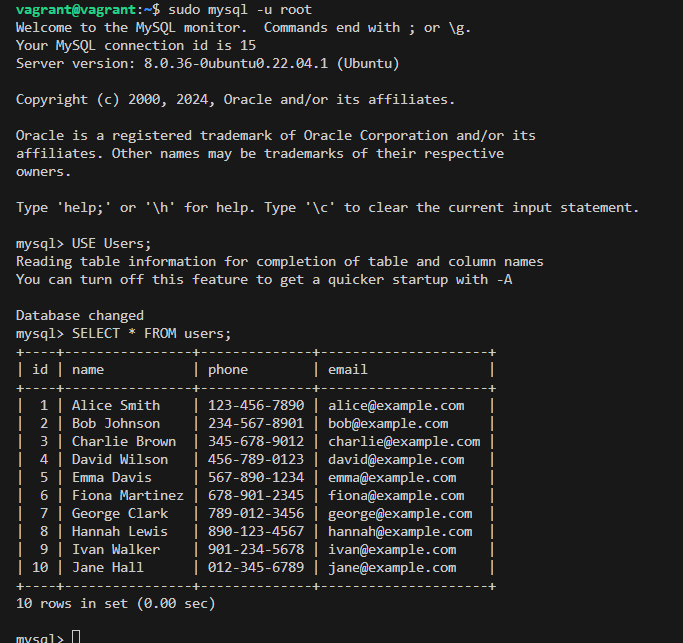 vagrant@vagrant:~$ sudo mysql -u root
Welcome to the MySQL monitor.  Commands end with ; or \g.
Your MySQL connection id is 15
Server version: 8.0.36-0ubuntu0.22.04.1 (Ubuntu)

Copyright (c) 2000, 2024, Oracle and/or its affiliates.

Oracle is a registered trademark of Oracle Corporation and/or its
affiliates. Other names may be trademarks of their respective
owners.

Type 'help;' or '\h' for help. Type '\c' to clear the current input statement.

mysql> USE Users;
Reading table information for completion of table and column names
You can turn off this feature to get a quicker startup with -A

Database changed
mysql> SELECT * FROM users;
+----+----------------+--------------+---------------------+
| id | name           | phone        | email               |
+----+----------------+--------------+---------------------+
|  1 | Alice Smith    | 123-456-7890 | alice@example.com   |
|  2 | Bob Johnson    | 234-567-8901 | bob@example.com     |
|  3 | Charlie Brown  | 345-678-9012 | charlie@example.com |
|  4 | David Wilson   | 456-789-0123 | david@example.com   |
|  5 | Emma Davis     | 567-890-1234 | emma@example.com    |
|  6 | Fiona Martinez | 678-901-2345 | fiona@example.com   |
|  7 | George Clark   | 789-012-3456 | george@example.com  |
|  8 | Hannah Lewis   | 890-123-4567 | hannah@example.com  |
|  9 | Ivan Walker    | 901-234-5678 | ivan@example.com    |
| 10 | Jane Hall      | 012-345-6789 | jane@example.com    |
+----+----------------+--------------+---------------------+
10 rows in set (0.00 sec)

mysql>